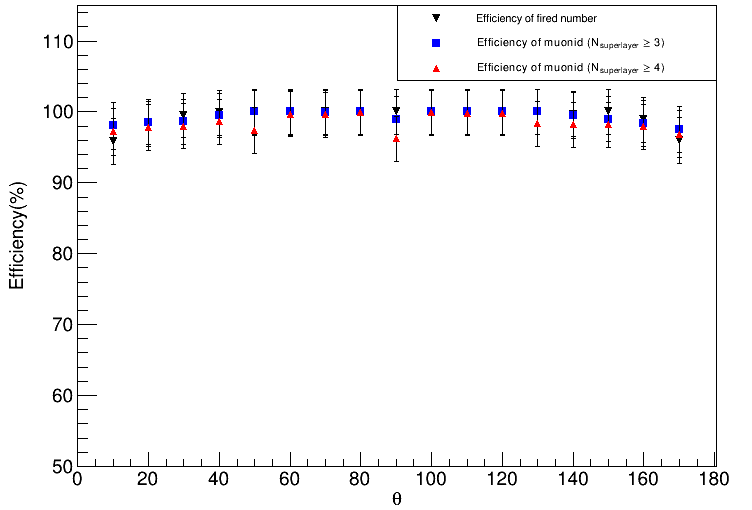 Efficiency of fired number
Efficiency of muonid (N_superlayer ≥ 3)
Efficiency of muonid (N_superlayer ≥ 4)
Efficiency(%)
110
100
90
80
70
60
50
0 20 40 60 80 100 120 140 160 180
θ